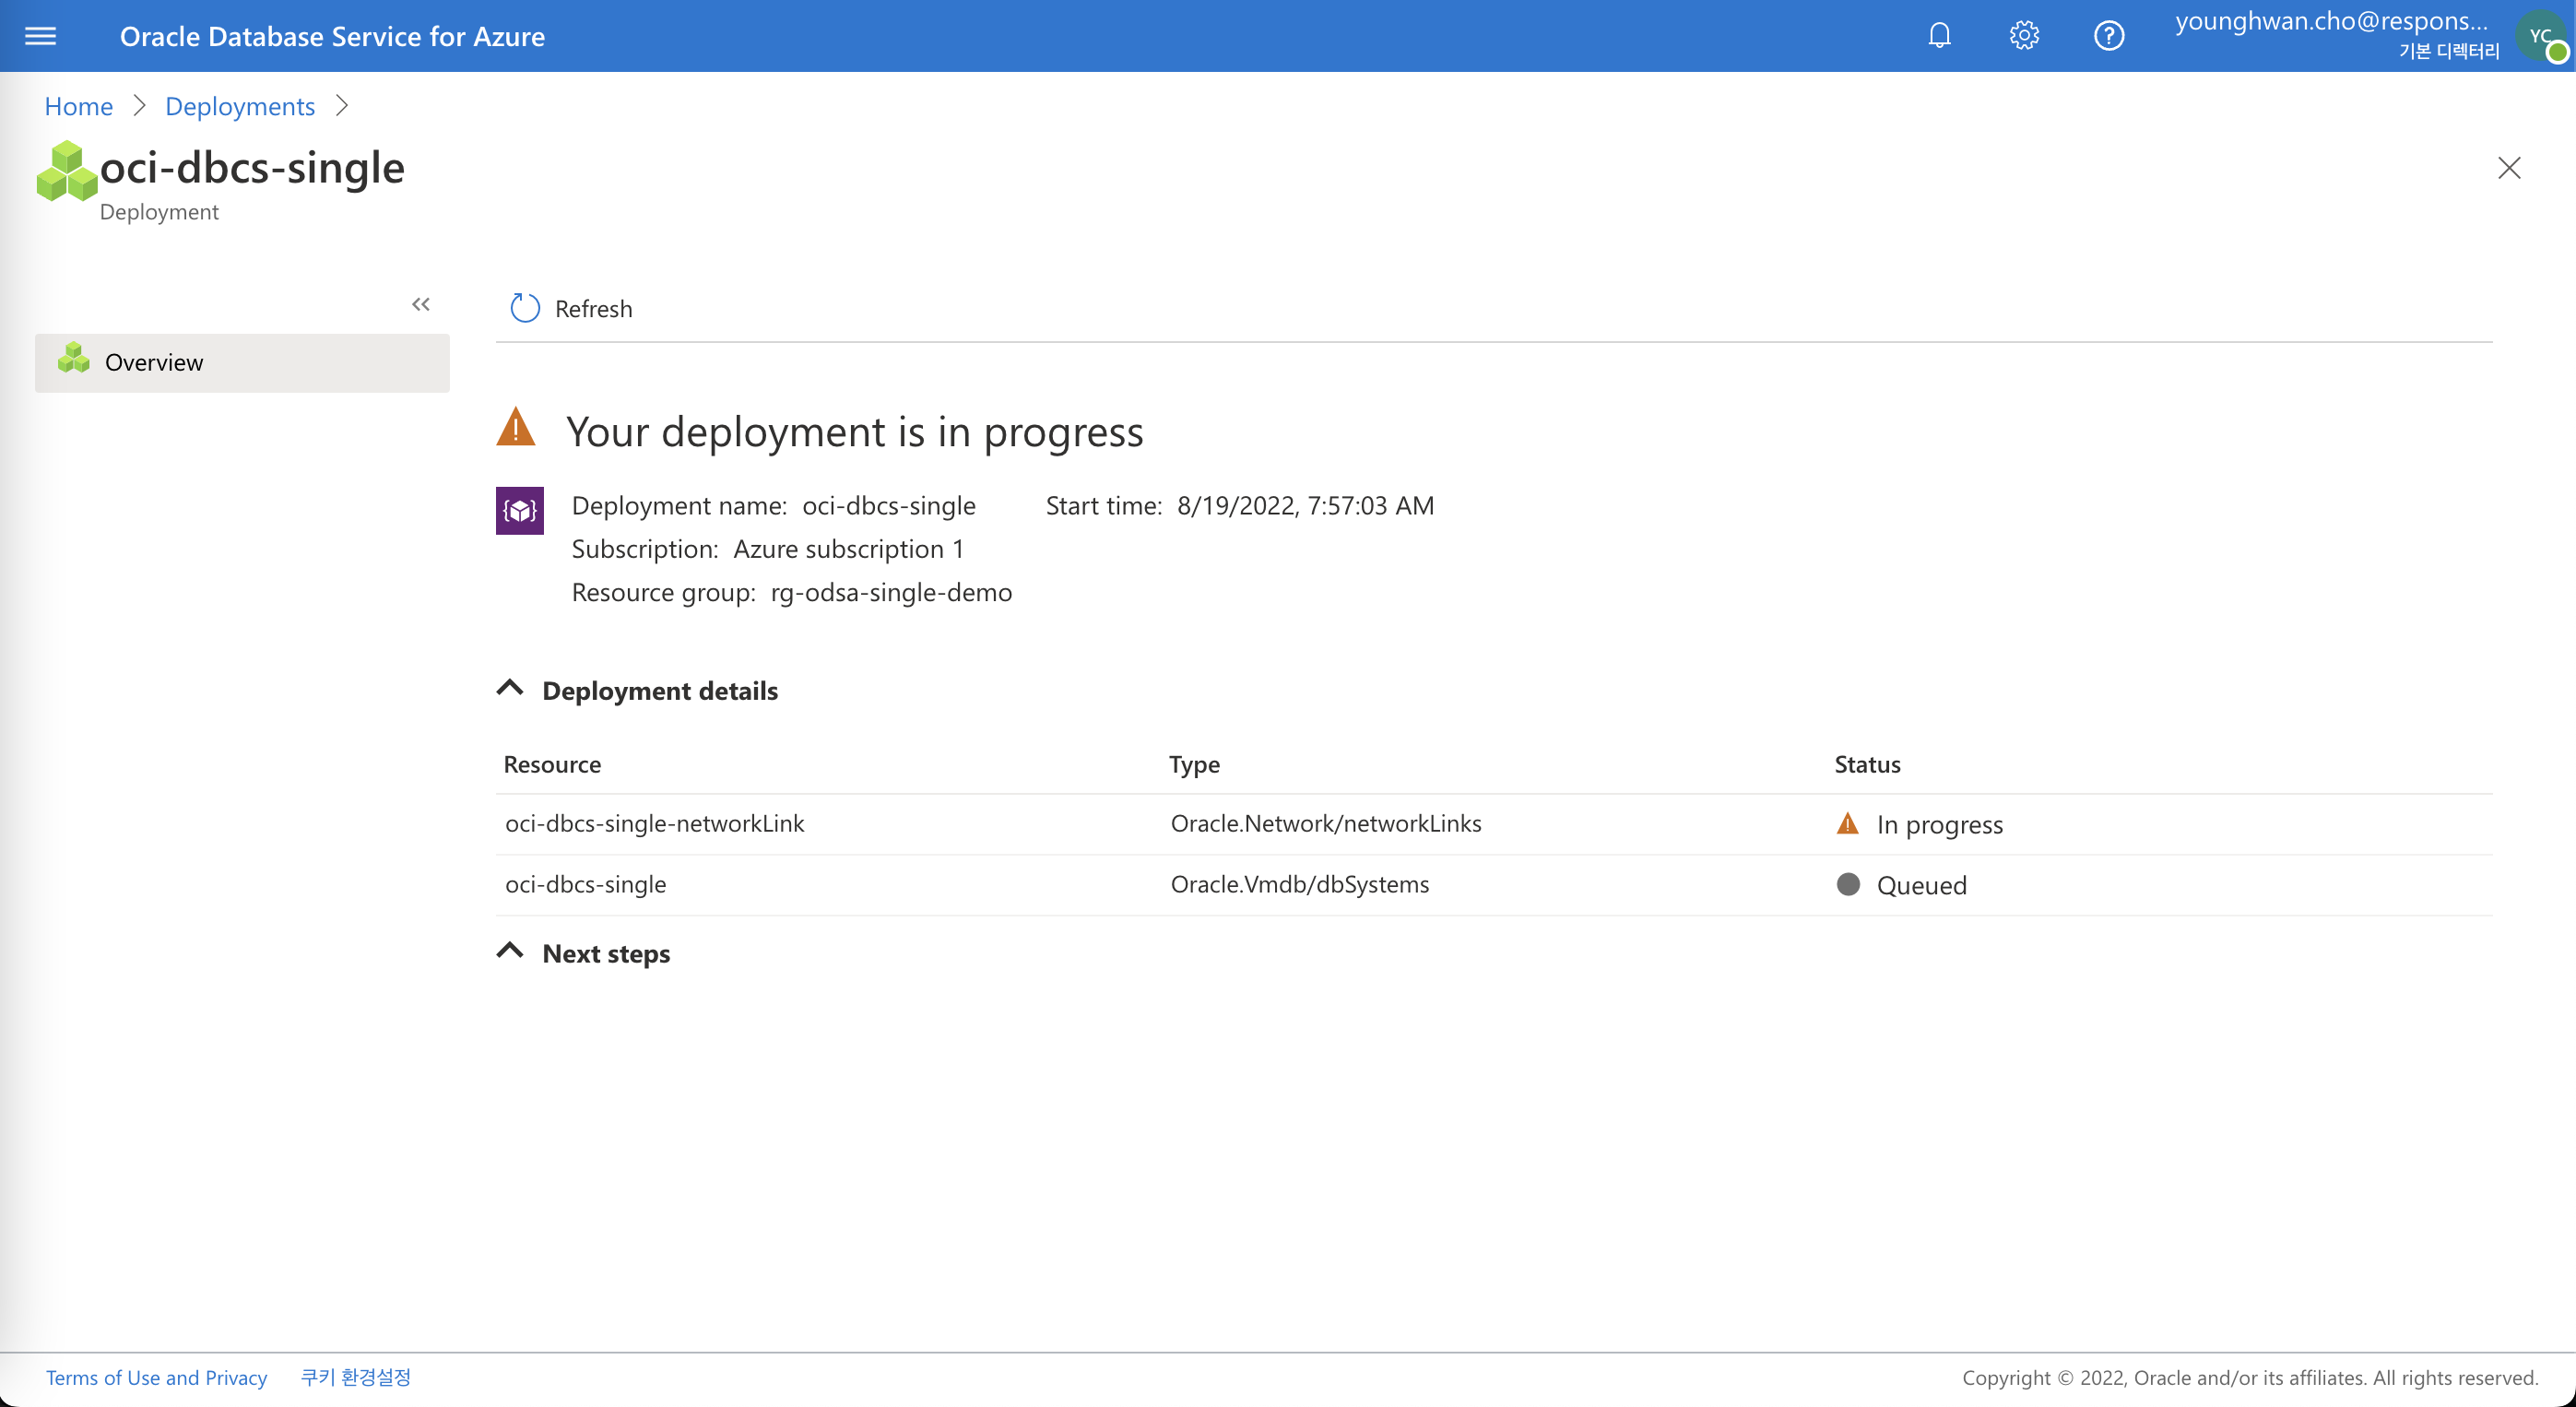 Oracle Database Service for Azure
younghwan.cho@respons...
기본 디렉터리
YC
Home
Deployments
oci-dbcs-single
Deployment
Refresh
Overview
Your deployment is in progress
Deployment name: oci-dbcs-single Start time: 8/19/2022, 7:57:03 AM
Subscription: Azure subscription 1
Resource group: rg-odsa-single-demo
Deployment details
Resource Type Status
oci-dbcs-single-networkLink Oracle.Network/networkLinks In progress
oci-dbcs-single Oracle.Vmdb/dbSystems Queued
Next steps
Terms of Use and Privacy 쿠키 환경설정 Copyright © 2022, Oracle and/or its affiliates. All rights reserved.